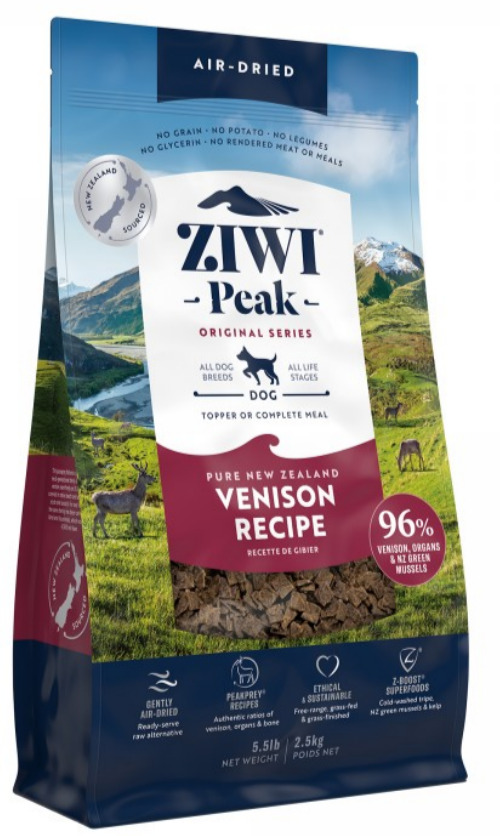 AIR-DRIED
NO GRAIN • NO POTATO • NO LEGUMES
NO GLYCERIN • NO RENDERED MEAT OR MEALS
NEW ZEALAND
SOURCED
ZIWI®
- Peak -
ORIGINAL SERIES
ALL DOG
BREEDS
ALL LIFE
STAGES
DOG
TOPPER OR COMPLETE MEAL
PURE NEW ZEALAND
VENISON
RECIPE
RECETTE DE GIBIER
96%
VENISON, ORGANS
& NZ GREEN
MUSSELS
NEW ZEALAND
SOURCED
GENTLY
AIR-DRIED
Ready-serve
raw alternative
PEAKPREY®
RECIPES
Authentic ratios of
venison, organs & bone
ETHICAL
& SUSTAINABLE
Free-range, grass-fed
& grass-finished
Z-BOOST®
SUPERFOODS
Cold-washed tripe,
NZ green mussels & kelp
5.5lb
NET WEIGHT
2.5kg
POIDS NET